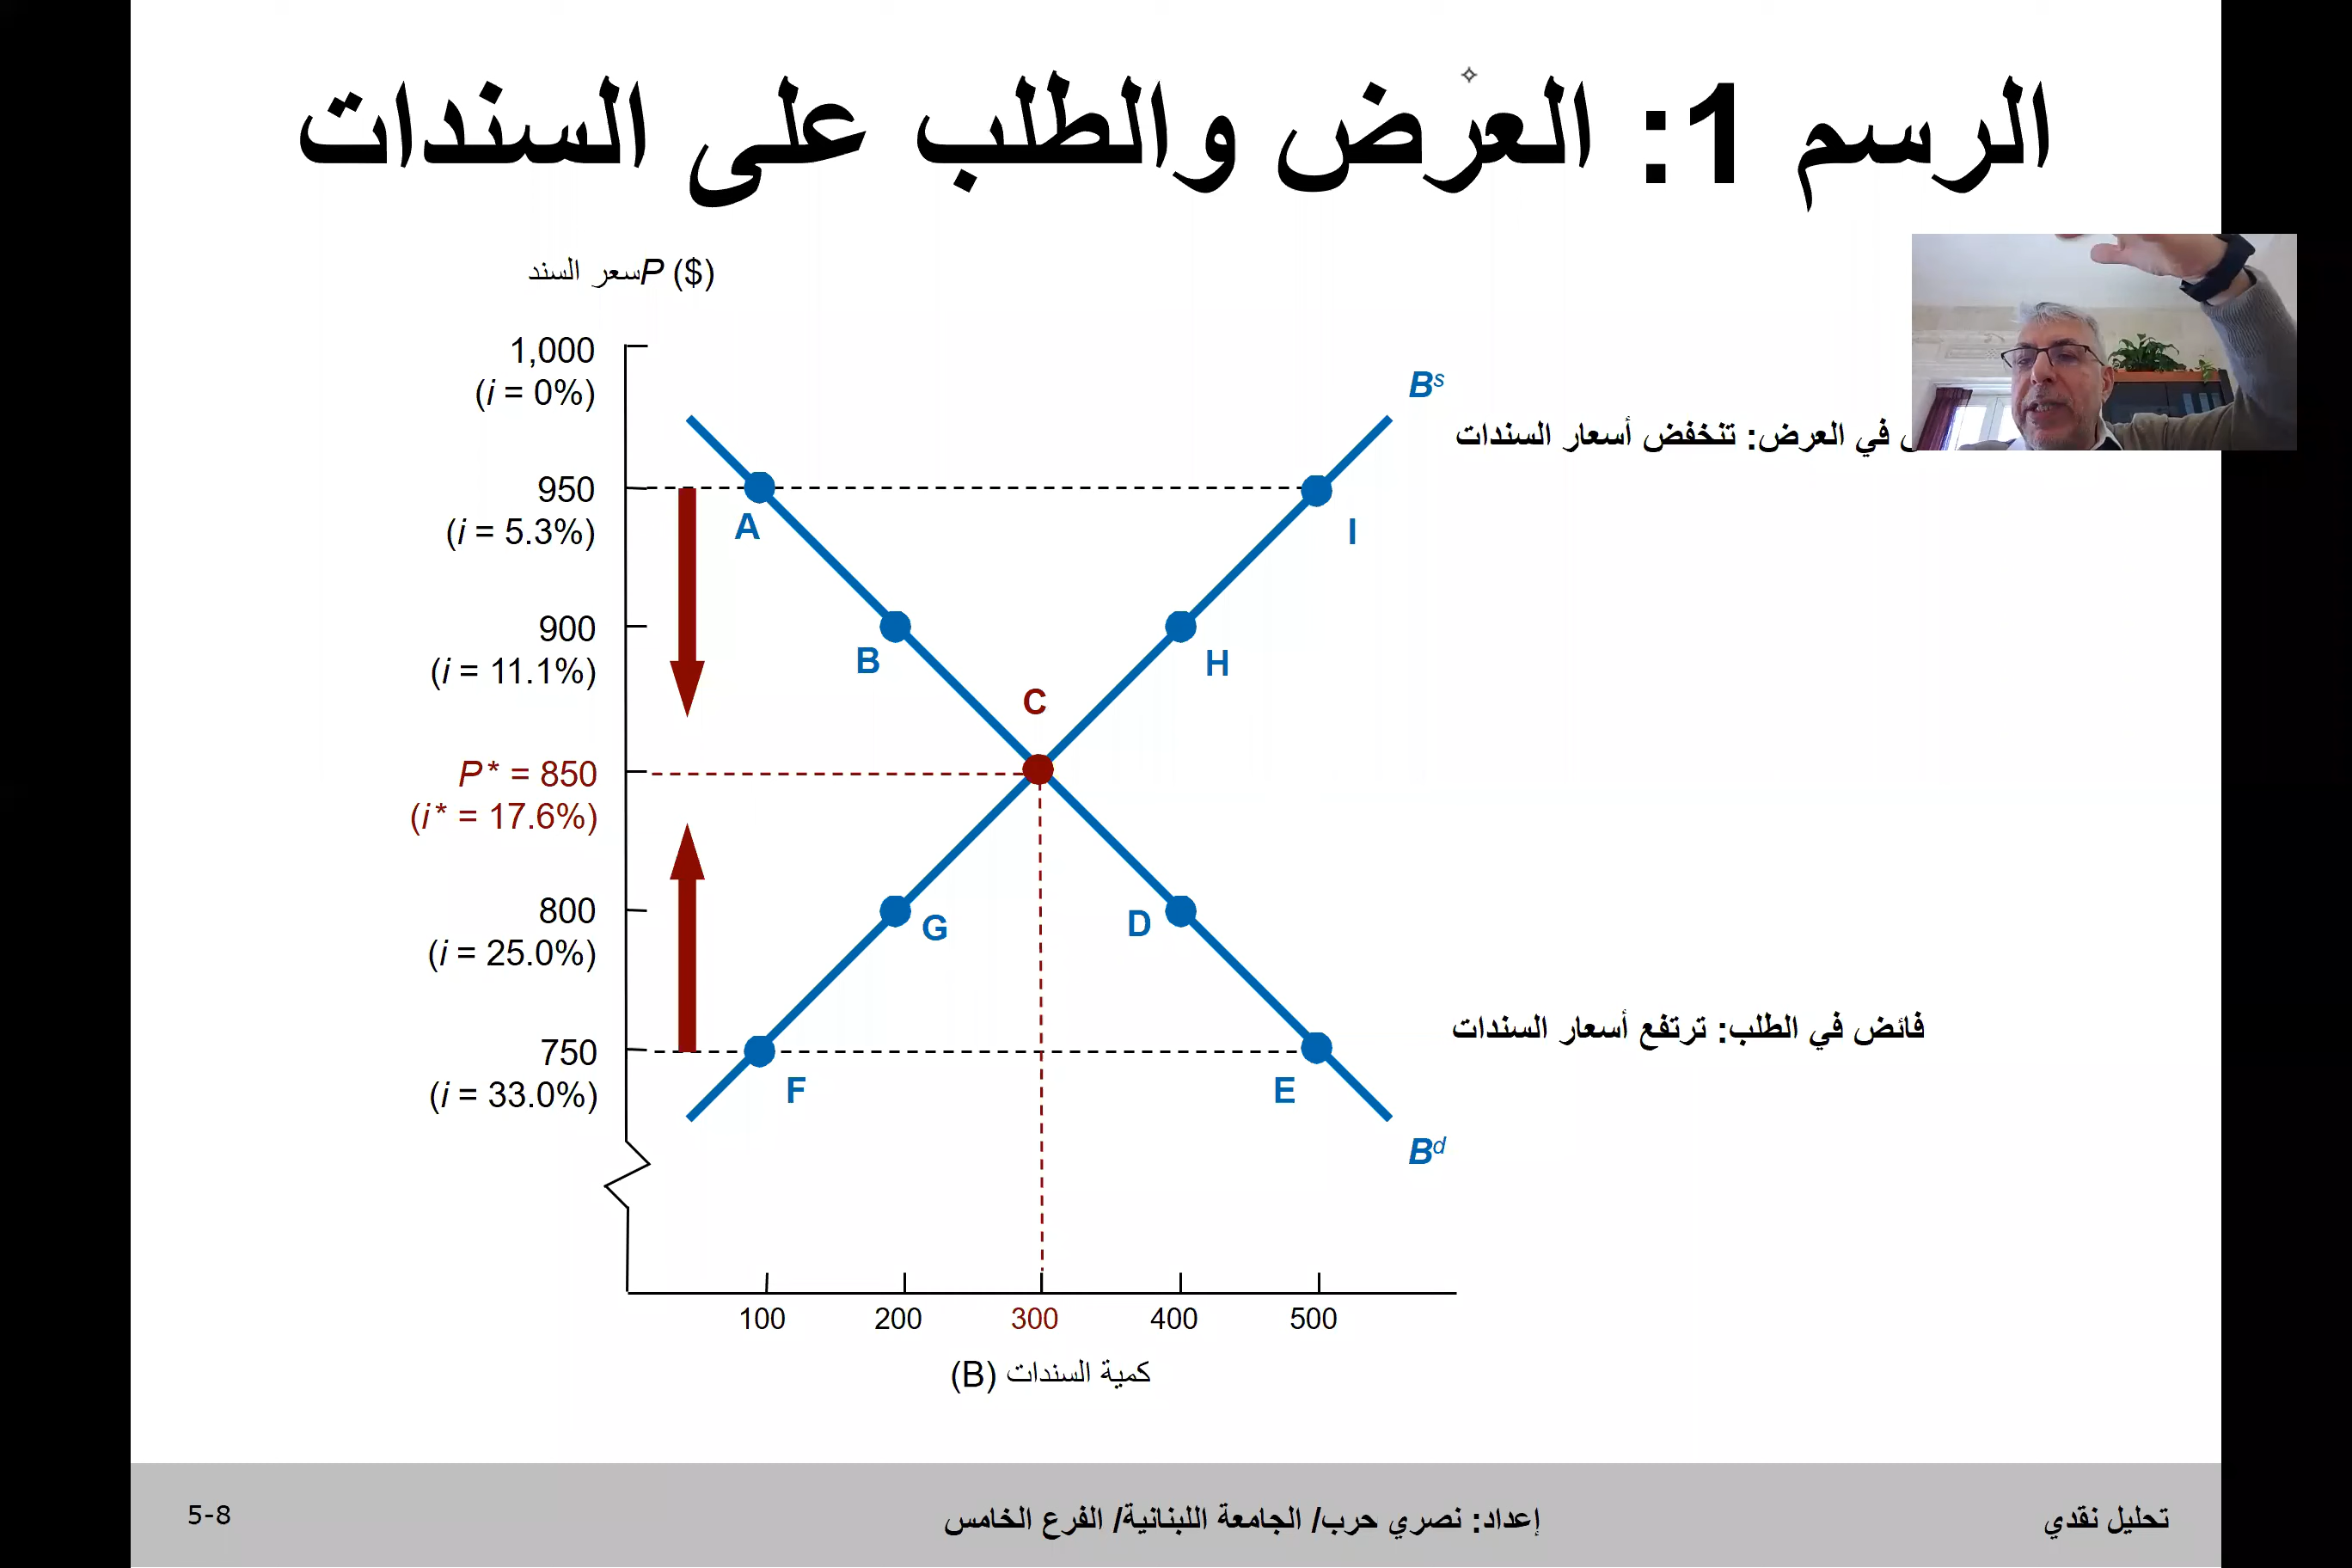 الرسم 1: العرض والطلب على السندات
سعر السند P ($)
1,000
(i = 0%)
950
(i = 5.3%)
900
(i = 11.1%)
P* = 850
(i* = 17.6%)
800
(i = 25.0%)
750
(i = 33.0%)
Bs
في العرض: تنخفض أسعار السندات
A
I
B
H
C
G
D
F
E
فائض في الطلب: ترتفع أسعار السندات
Bd
100 200 300 400 500
كمية السندات (B)
5-8
إعداد: نصري حرب/ الجامعة اللبنانية/ الفرع الخامس
تحليل نقدي